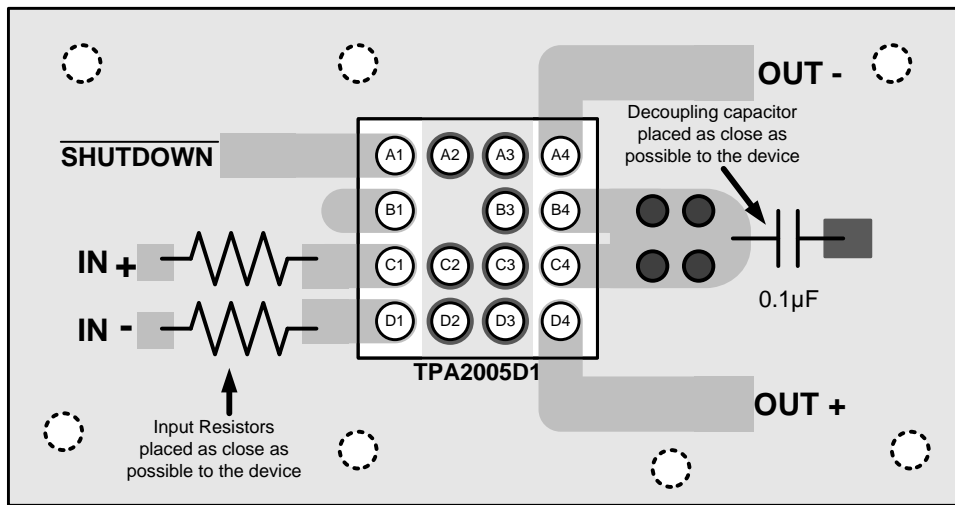 OUT -
Decoupling capacitor
placed as close as
possible to the device
SHUTDOWN
A1 A2 A3 A4
B1 B3 B4
IN +
C1 C2 C3 C4
0.1µF
IN -
D1 D2 D3 D4
TPA2005D1
OUT +
Input Resistors
placed as close as
possible to the device